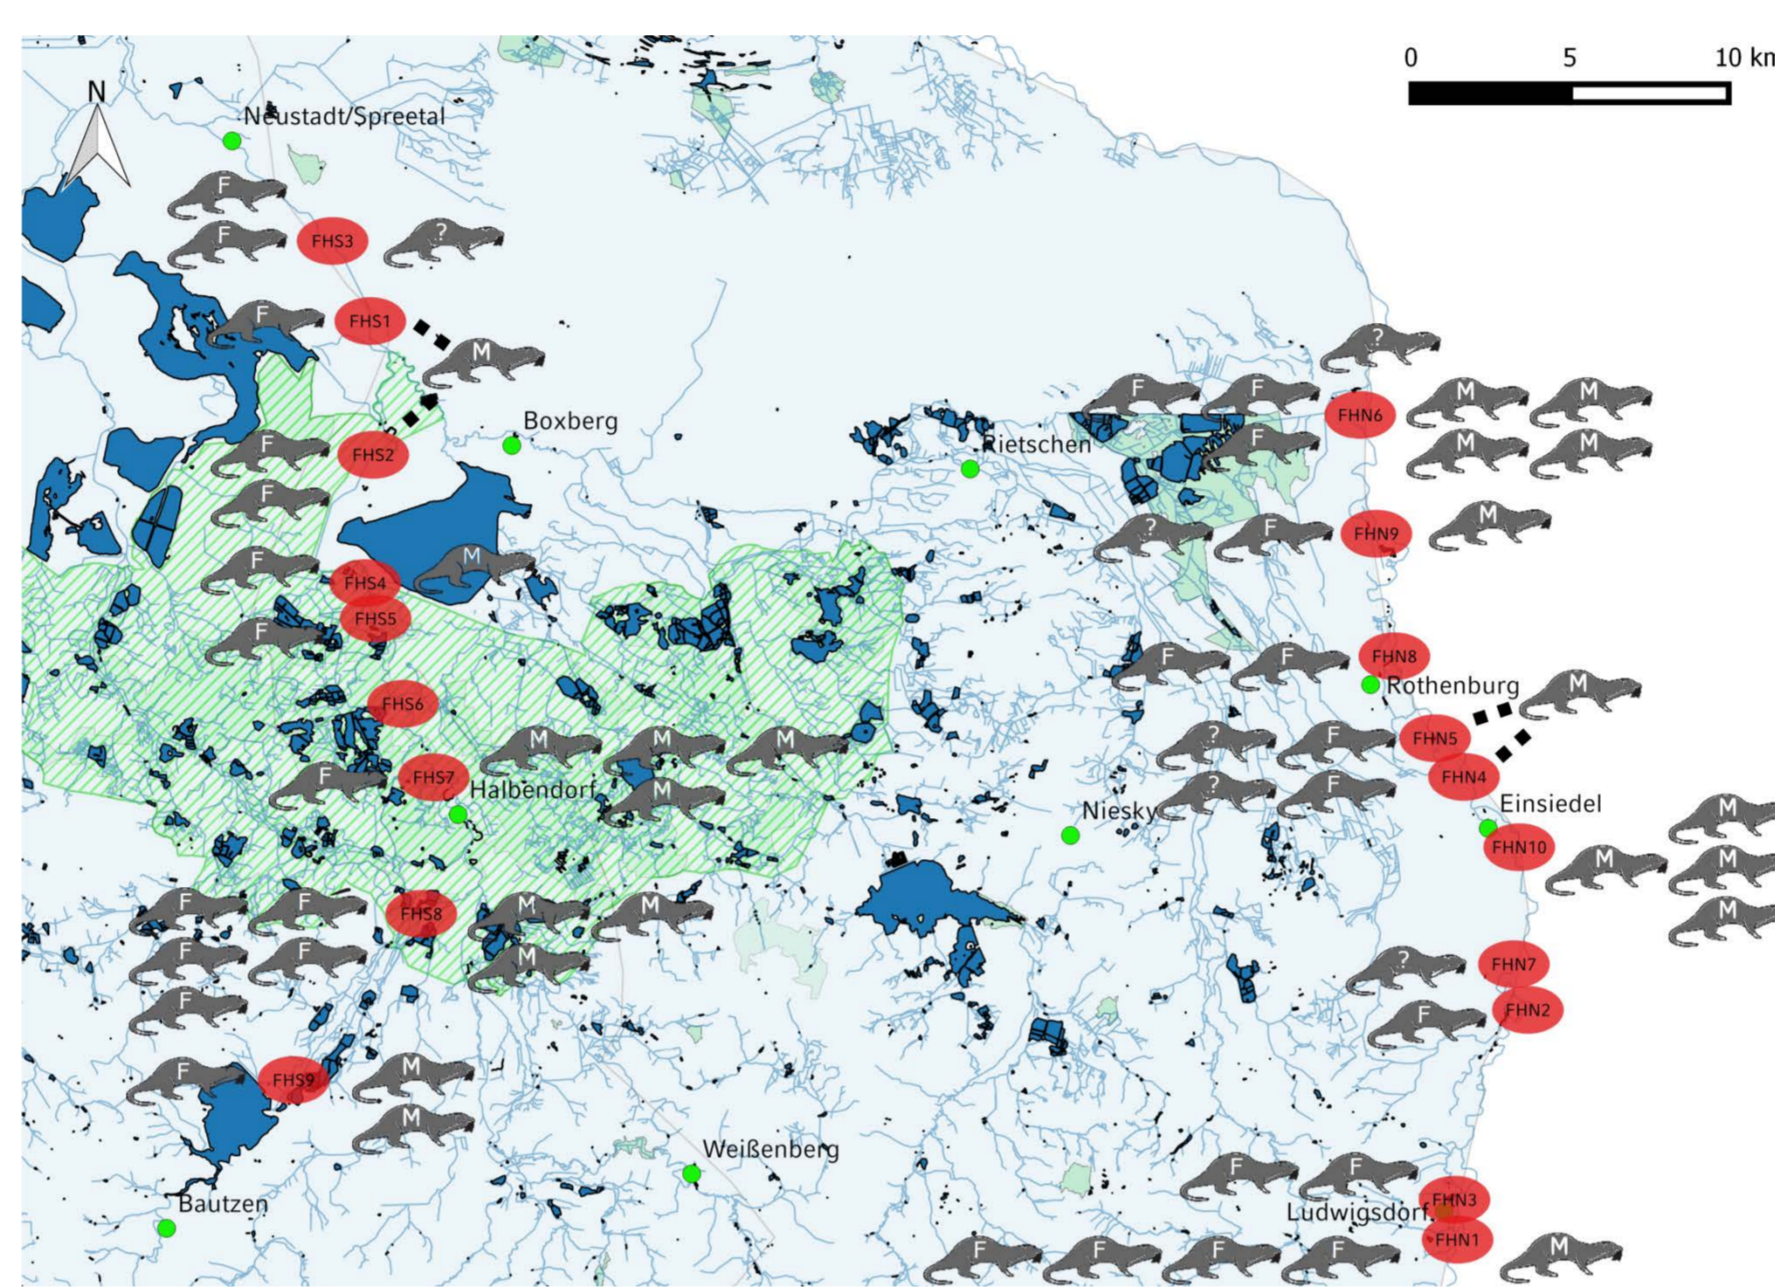 0 5 10 km
N
Neustadt/Spreetal
F
F FHS3 ?
F FHS1
M
?
F F FHN6 M M
F M M
Boxberg
Rietschen
F FHS2
F
? F FHN9 M
F FHS4 M
FHS5
F
F F FHN8
Rothenburg
M
FHS6
? F FHN5
M M M
F FHS7
Halbendorf
M
? F FHN4
Einsiedel
Niesky
FHN10
M
M M
M
F F FHS8 M M
F F M
F
? FHN7
F FHN2
F FHS9 M
M
Weißenberg
F F FHN3
Bautzen
Ludwigsdorf
F F F F FHN1 M